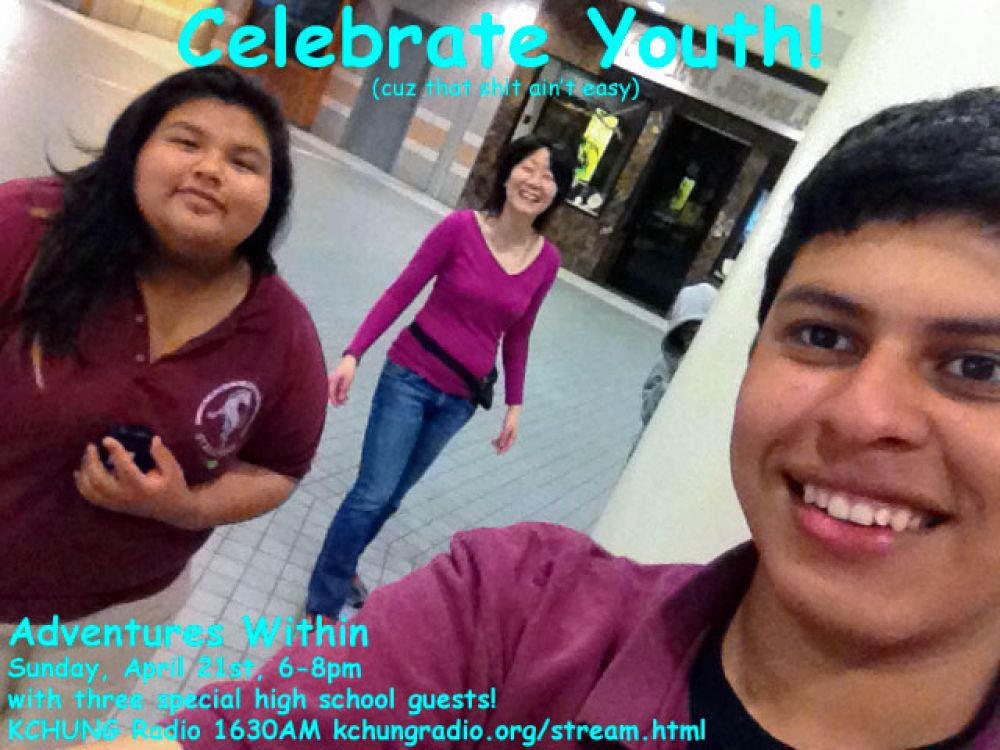 Celebrate Youth!
(cuz that shit ain't easy)
Adventures Within
Sunday, April 21st, 6-8pm
with three special high school guests!
KCHUNG Radio 1630AM kchungradio.org/stream.html